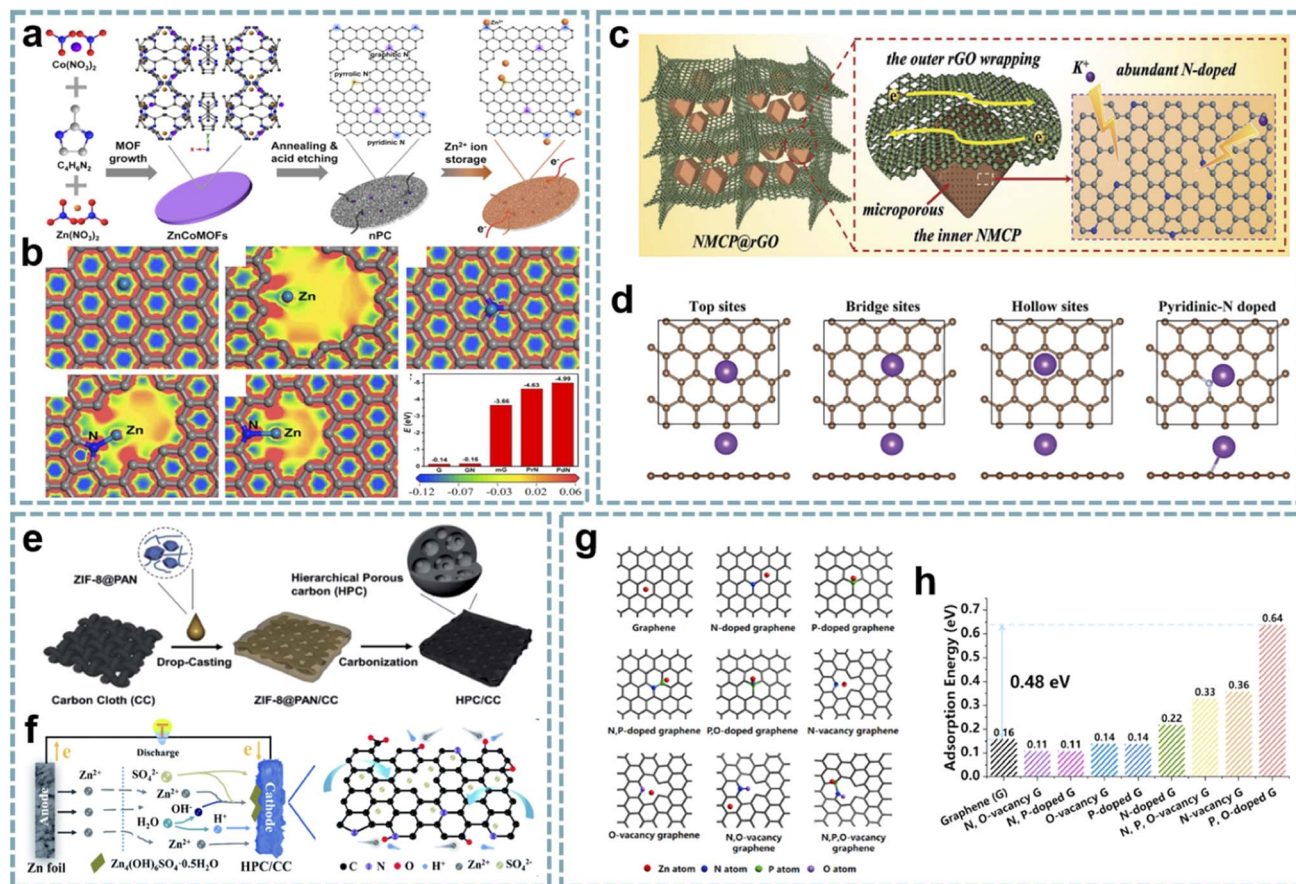 a
Co(NO₃)₂
C₄H₆N₂
Zn(NO₃)₂
MOF
growth
ZnCoMOFs
Annealing &
acid etching
graphitic N
pyrrolic N
pyridinic N
nPC
Zn²⁺ ion
storage
Zn²⁺
e⁻
e⁻
b
Zn
N
Zn
N
Zn
E (eV)
-0.14
-0.15
-3.66
-4.63
-4.99
G
GN
mG
PrN
PdN
-0.12
-0.07
-0.03
0.02
0.06
c
the outer rGO wrapping
K⁺
abundant N-doped
e⁻
e⁻
microporous
the inner NMCP
NMCP@rGO
d
Top sites
Bridge sites
Hollow sites
Pyridinic-N doped
e
ZIF-8@PAN
Hierarchical Porous
carbon (HPC)
Drop-Casting
Carbonization
Carbon Cloth (CC)
ZIF-8@PAN/CC
HPC/CC
f
e
Discharge
e
Anode
Zn²⁺
SO₄²⁻
Zn²⁺
OH⁻
H₂O
H⁺
Zn²⁺
Cathode
Zn foil
Zn₄(OH)₆SO₄·0.5H₂O
HPC/CC
C
N
O
H⁺
Zn²⁺
SO₄²⁻
g
Graphene
N-doped graphene
P-doped graphene
N,P-doped graphene
P,O-doped graphene
N-vacancy graphene
O-vacancy graphene
N,O-vacancy
graphene
N,P,O-vacancy
graphene
Zn atom
N atom
P atom
O atom
h
Adsorption Energy (eV)
0.8
0.7
0.6
0.5
0.4
0.3
0.2
0.1
0.0
0.48 eV
0.16
0.11
0.11
0.14
0.14
0.22
0.33
0.36
0.64
Graphene (G)
N, O-vacancy G
N, P-doped G
O-vacancy G
P-doped G
N-doped G
N, P, O-vacancy G
N-vacancy G
P, O-doped G